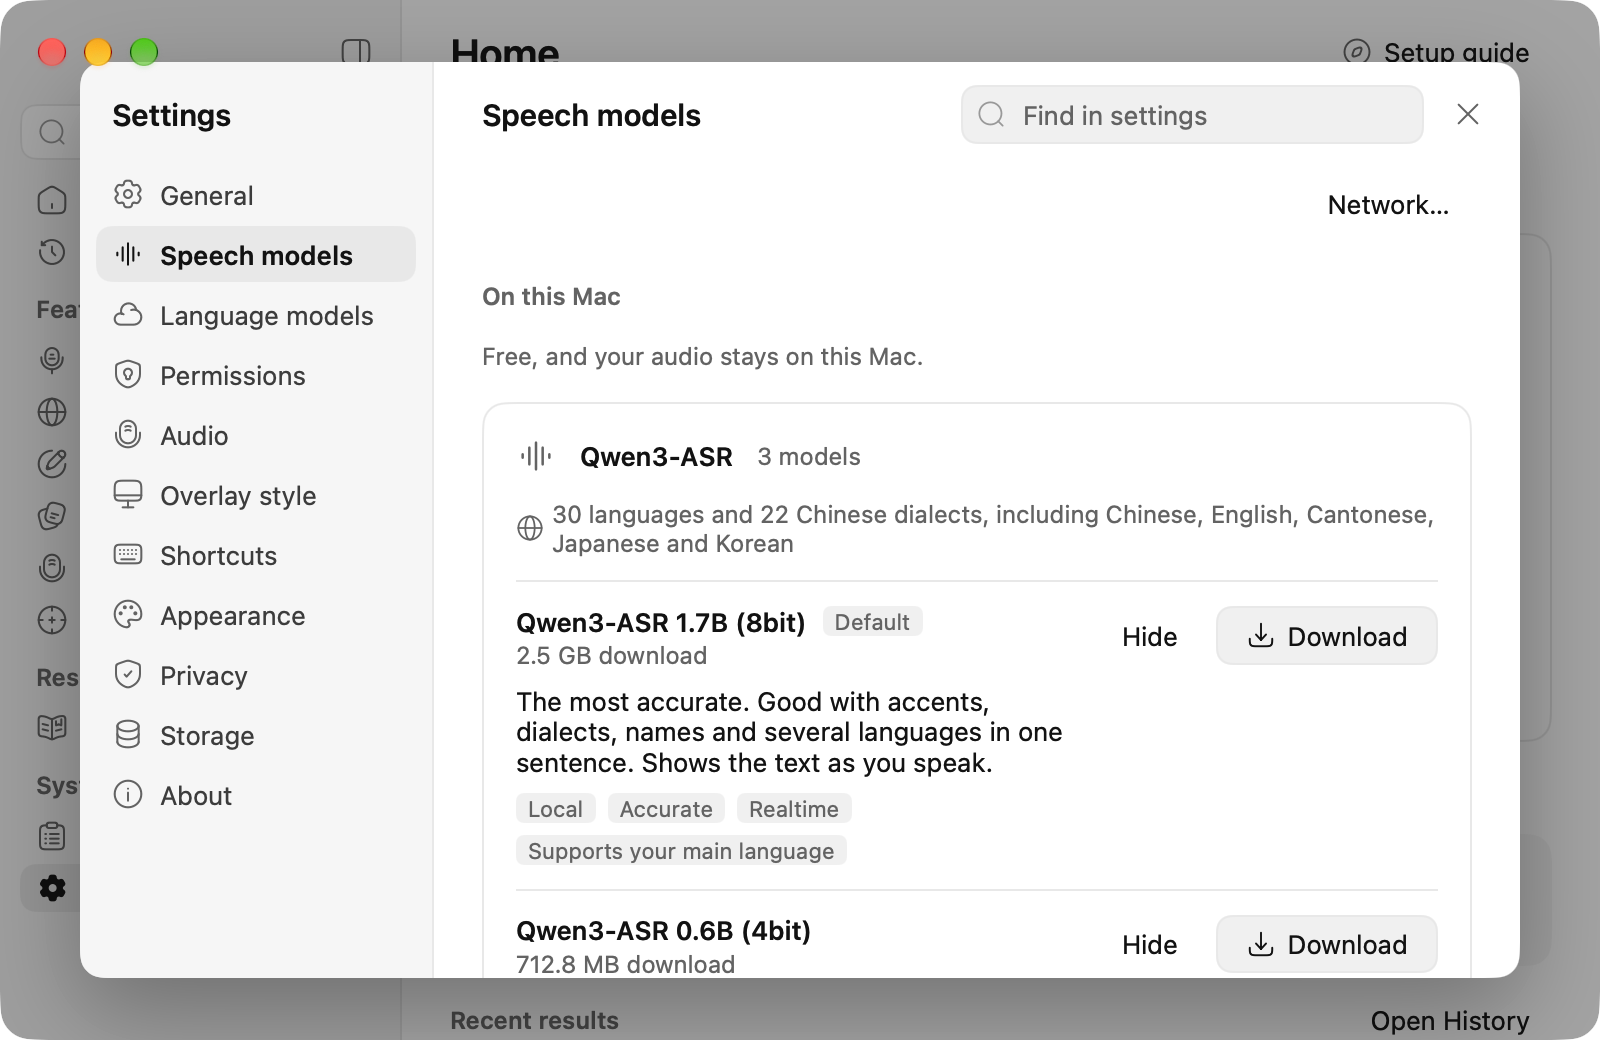 Home
Setup guide
Settings
Speech models
Find in settings
General
Speech models
Language models
Permissions
Audio
Overlay style
Shortcuts
Appearance
Privacy
Storage
About
Network...
On this Mac
Free, and your audio stays on this Mac.
Qwen3-ASR 3 models
30 languages and 22 Chinese dialects, including Chinese, English, Cantonese,
Japanese and Korean
Qwen3-ASR 1.7B (8bit) Default
2.5 GB download
Hide
Download
The most accurate. Good with accents,
dialects, names and several languages in one
sentence. Shows the text as you speak.
Local Accurate Realtime
Supports your main language
Qwen3-ASR 0.6B (4bit)
712.8 MB download
Hide
Download
Recent results
Open History